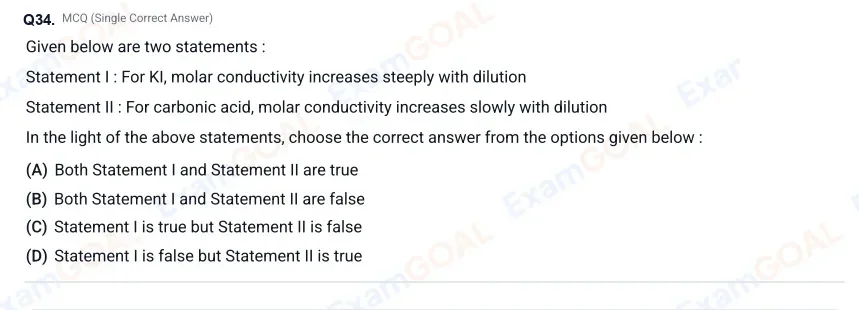 Q34. MCQ (Single Correct Answer)
Given below are two statements :
Statement I : For KI, molar conductivity increases steeply with dilution
Statement II : For carbonic acid, molar conductivity increases slowly with dilution
In the light of the above statements, choose the correct answer from the options given below :
(A) Both Statement I and Statement II are true
(B) Both Statement I and Statement II are false
(C) Statement I is true but Statement II is false
(D) Statement I is false but Statement II is true
ExamGOAL